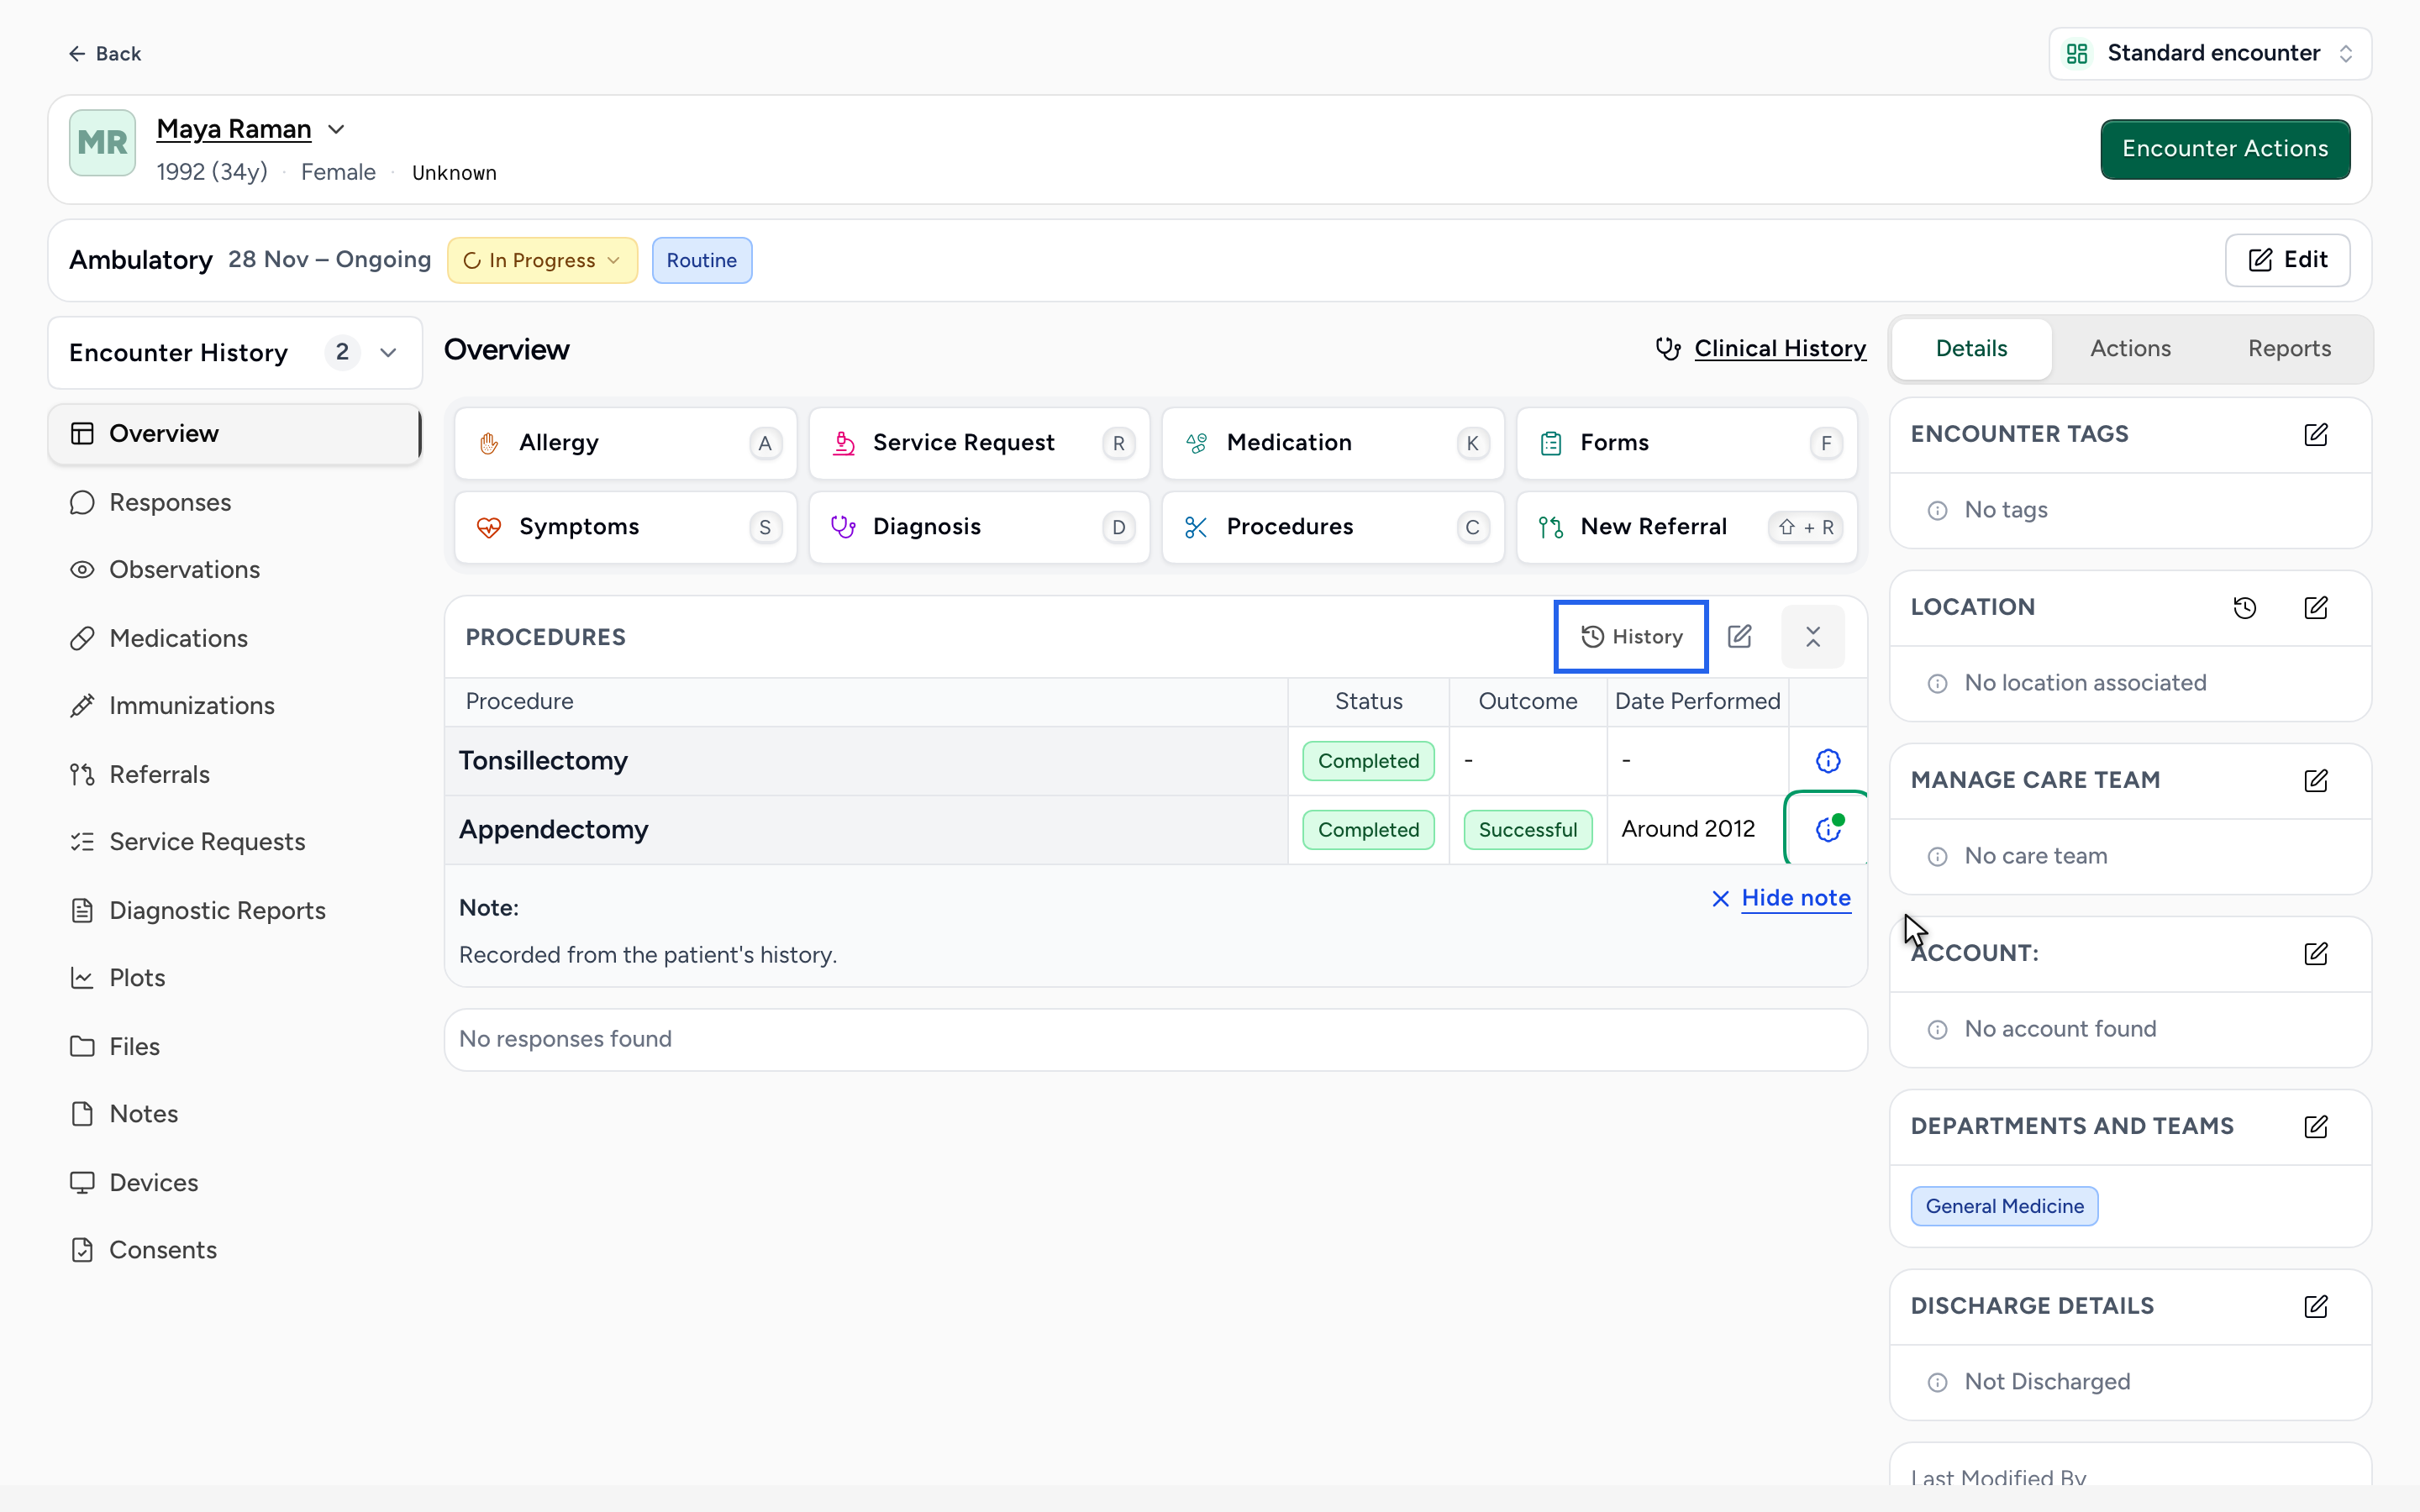 Back
Standard encounter
MR
Maya Raman
1992 (34y) · Female · Unknown
Encounter Actions
Ambulatory 28 Nov – Ongoing In Progress Routine
Edit
Encounter History 2
Overview
Responses
Observations
Medications
Immunizations
Referrals
Service Requests
Diagnostic Reports
Plots
Files
Notes
Devices
Consents
Overview
Clinical History
Allergy A
Service Request R
Medication K
Forms F
Symptoms S
Diagnosis D
Procedures C
New Referral ⇧ + R
PROCEDURES
History
Procedure Status Outcome Date Performed
Tonsillectomy Completed - -
Appendectomy Completed Successful Around 2012
Note:
Hide note
Recorded from the patient's history.
No responses found
Details Actions Reports
ENCOUNTER TAGS
No tags
LOCATION
No location associated
MANAGE CARE TEAM
No care team
ACCOUNT:
No account found
DEPARTMENTS AND TEAMS
General Medicine
DISCHARGE DETAILS
Not Discharged
Last Modified By